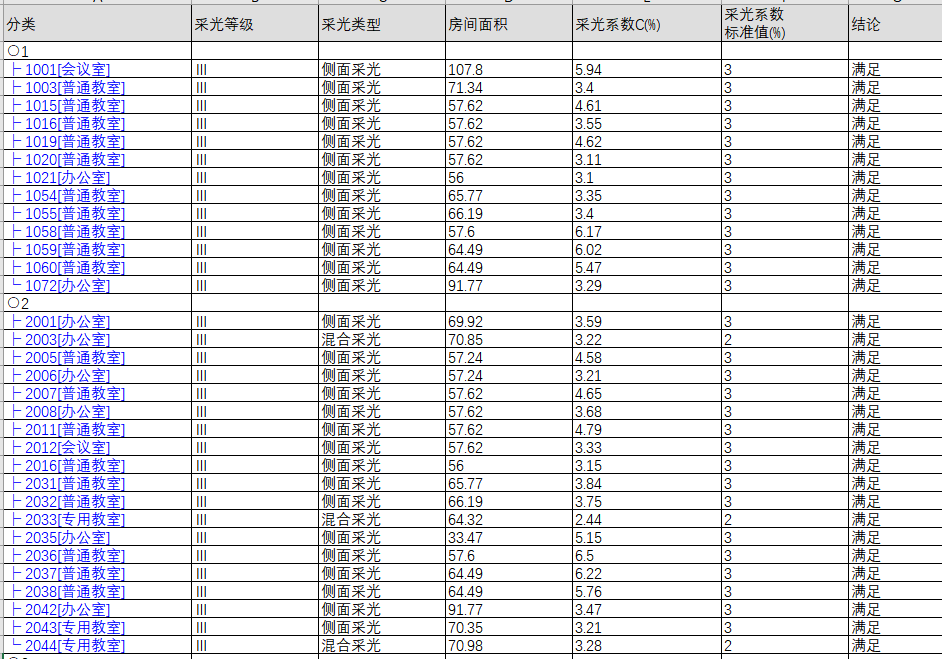 分类 采光等级 采光类型 房间面积 采光系数C(%) 采光系数 标准值(%) 结论
○1
├ 1001[会议室] III 侧面采光 107.8 5.94 3 满足
├ 1003[普通教室] III 侧面采光 71.34 3.4 3 满足
├ 1015[普通教室] III 侧面采光 57.62 4.61 3 满足
├ 1016[普通教室] III 侧面采光 57.62 3.55 3 满足
├ 1019[普通教室] III 侧面采光 57.62 4.62 3 满足
├ 1020[普通教室] III 侧面采光 57.62 3.11 3 满足
├ 1021[办公室] III 侧面采光 56 3.1 3 满足
├ 1054[普通教室] III 侧面采光 65.77 3.35 3 满足
├ 1055[普通教室] III 侧面采光 66.19 3.4 3 满足
├ 1058[普通教室] III 侧面采光 57.6 6.17 3 满足
├ 1059[普通教室] III 侧面采光 64.49 6.02 3 满足
├ 1060[普通教室] III 侧面采光 64.49 5.47 3 满足
└ 1072[办公室] III 侧面采光 91.77 3.29 3 满足
○2
├ 2001[办公室] III 侧面采光 69.92 3.59 3 满足
├ 2003[办公室] III 混合采光 70.85 3.22 2 满足
├ 2005[普通教室] III 侧面采光 57.24 4.58 3 满足
├ 2006[办公室] III 侧面采光 57.24 3.21 3 满足
├ 2007[普通教室] III 侧面采光 57.62 4.65 3 满足
├ 2008[办公室] III 侧面采光 57.62 3.68 3 满足
├ 2011[普通教室] III 侧面采光 57.62 4.79 3 满足
├ 2012[会议室] III 侧面采光 57.62 3.33 3 满足
├ 2016[普通教室] III 侧面采光 56 3.15 3 满足
├ 2031[普通教室] III 侧面采光 65.77 3.84 3 满足
├ 2032[普通教室] III 侧面采光 66.19 3.75 3 满足
├ 2033[专用教室] III 混合采光 64.32 2.44 2 满足
├ 2035[办公室] III 侧面采光 33.47 5.15 3 满足
├ 2036[普通教室] III 侧面采光 57.6 6.5 3 满足
├ 2037[普通教室] III 侧面采光 64.49 6.22 3 满足
├ 2038[普通教室] III 侧面采光 64.49 5.76 3 满足
├ 2042[办公室] III 侧面采光 91.77 3.47 3 满足
├ 2043[专用教室] III 侧面采光 70.35 3.21 3 满足
└ 2044[专用教室] III 混合采光 70.98 3.28 2 满足